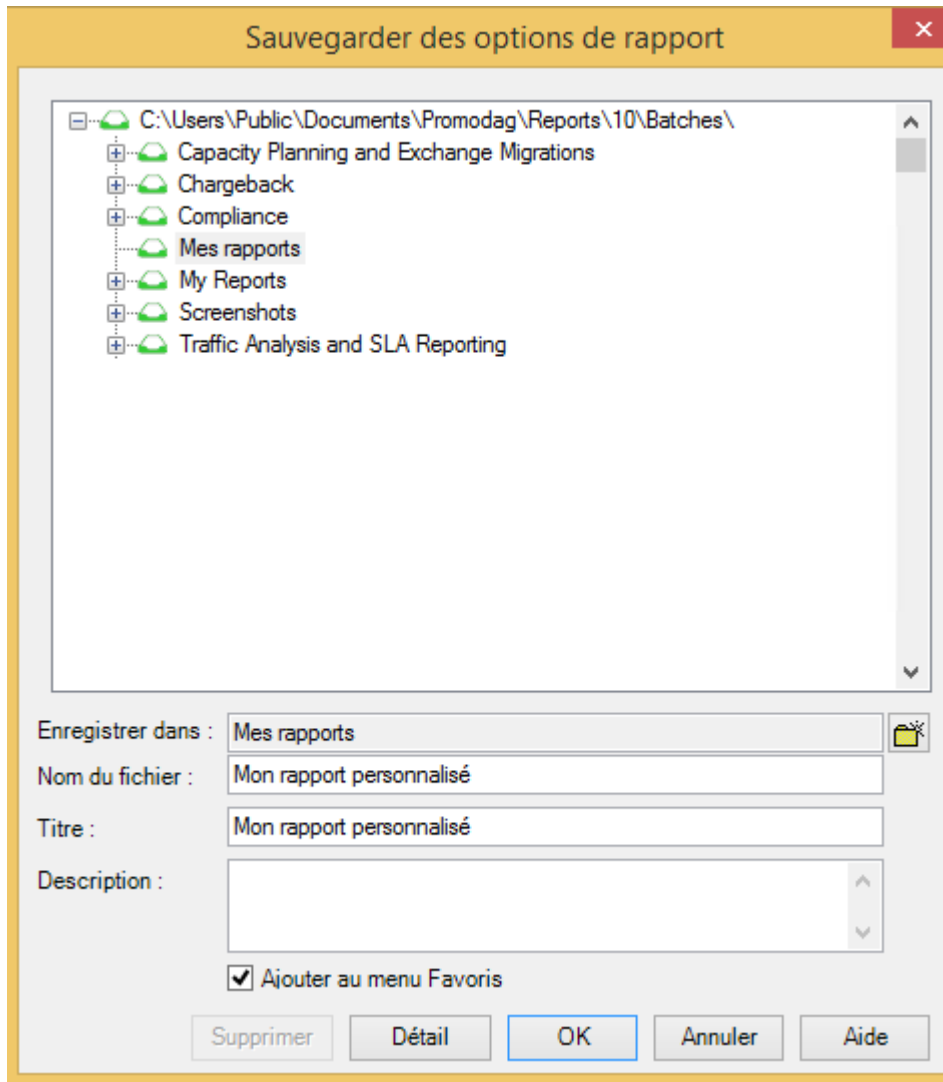 Sauvegarder des options de rapport
C:\Users\Public\Documents\Promodag\Reports\10\Batches\
Capacity Planning and Exchange Migrations
Chargeback
Compliance
Mes rapports
My Reports
Screenshots
Traffic Analysis and SLA Reporting
Enregistrer dans : Mes rapports
Nom du fichier : Mon rapport personnalisé
Titre : Mon rapport personnalisé
Description :
Ajouter au menu Favoris
Supprimer Détail OK Annuler Aide